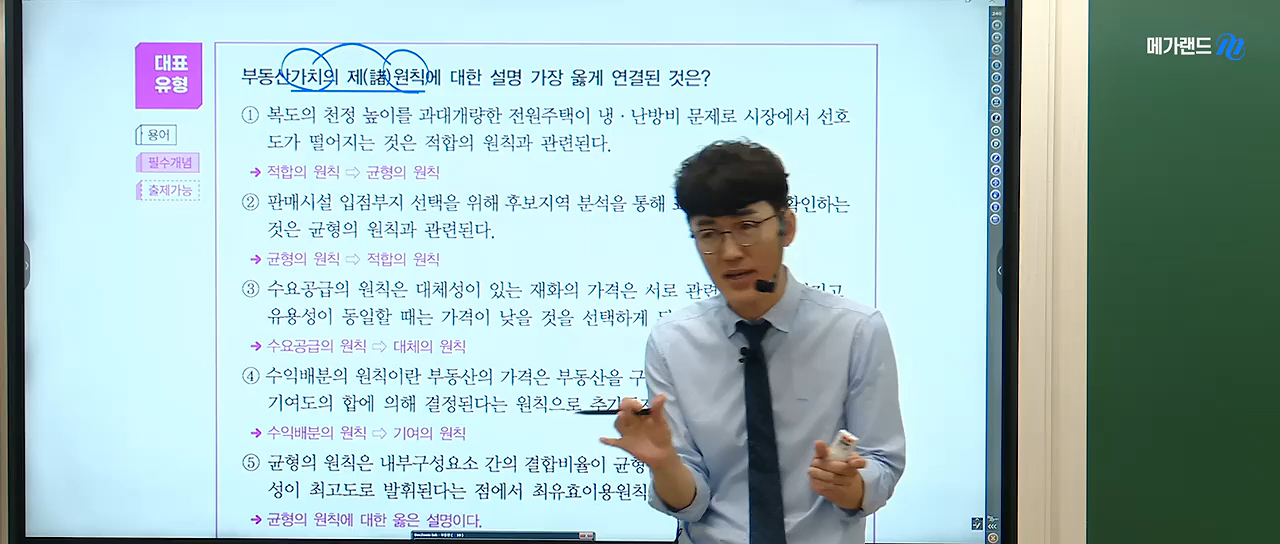 메가랜드
대표
유형
부동산가치의 제(諸)원칙에 대한 설명 가장 옳게 연결된 것은?
① 복도의 천정 높이를 과대개량한 전원주택이 냉·난방비 문제로 시장에서 선호
도가 떨어지는 것은 적합의 원칙과 관련된다.
용어
필수개념
출제가능
➔ 적합의 원칙 ⇨ 균형의 원칙
② 판매시설 입점부지 선택을 위해 후보지역 분석을 통해 확인하는
것은 균형의 원칙과 관련된다.
➔ 균형의 원칙 ⇨ 적합의 원칙
③ 수요공급의 원칙은 대체성이 있는 재화의 가격은 서로 관련
유용성이 동일할 때는 가격이 낮을 것을 선택하게
➔ 수요공급의 원칙 ⇨ 대체의 원칙
④ 수익배분의 원칙이란 부동산의 가격은 부동산을
기여도의 합에 의해 결정된다는 원칙으로
➔ 수익배분의 원칙 ⇨ 기여의 원칙
⑤ 균형의 원칙은 내부구성요소 간의 결합비율이
성이 최고도로 발휘된다는 점에서 최유효이용원칙
➔ 균형의 원칙에 대한 옳은 설명이다.